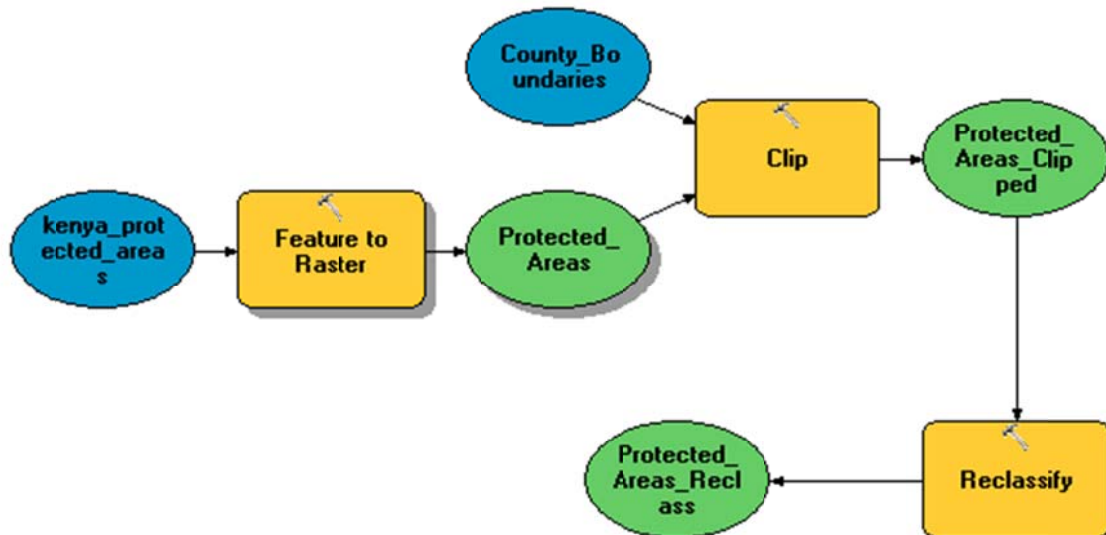 County_Bo
undaries
Clip
Protected_
Areas_Clip
ped
kenya_prot
ected_area
s
Feature to
Raster
Protected_
Areas
Protected_
Areas_Recl
ass
Reclassify